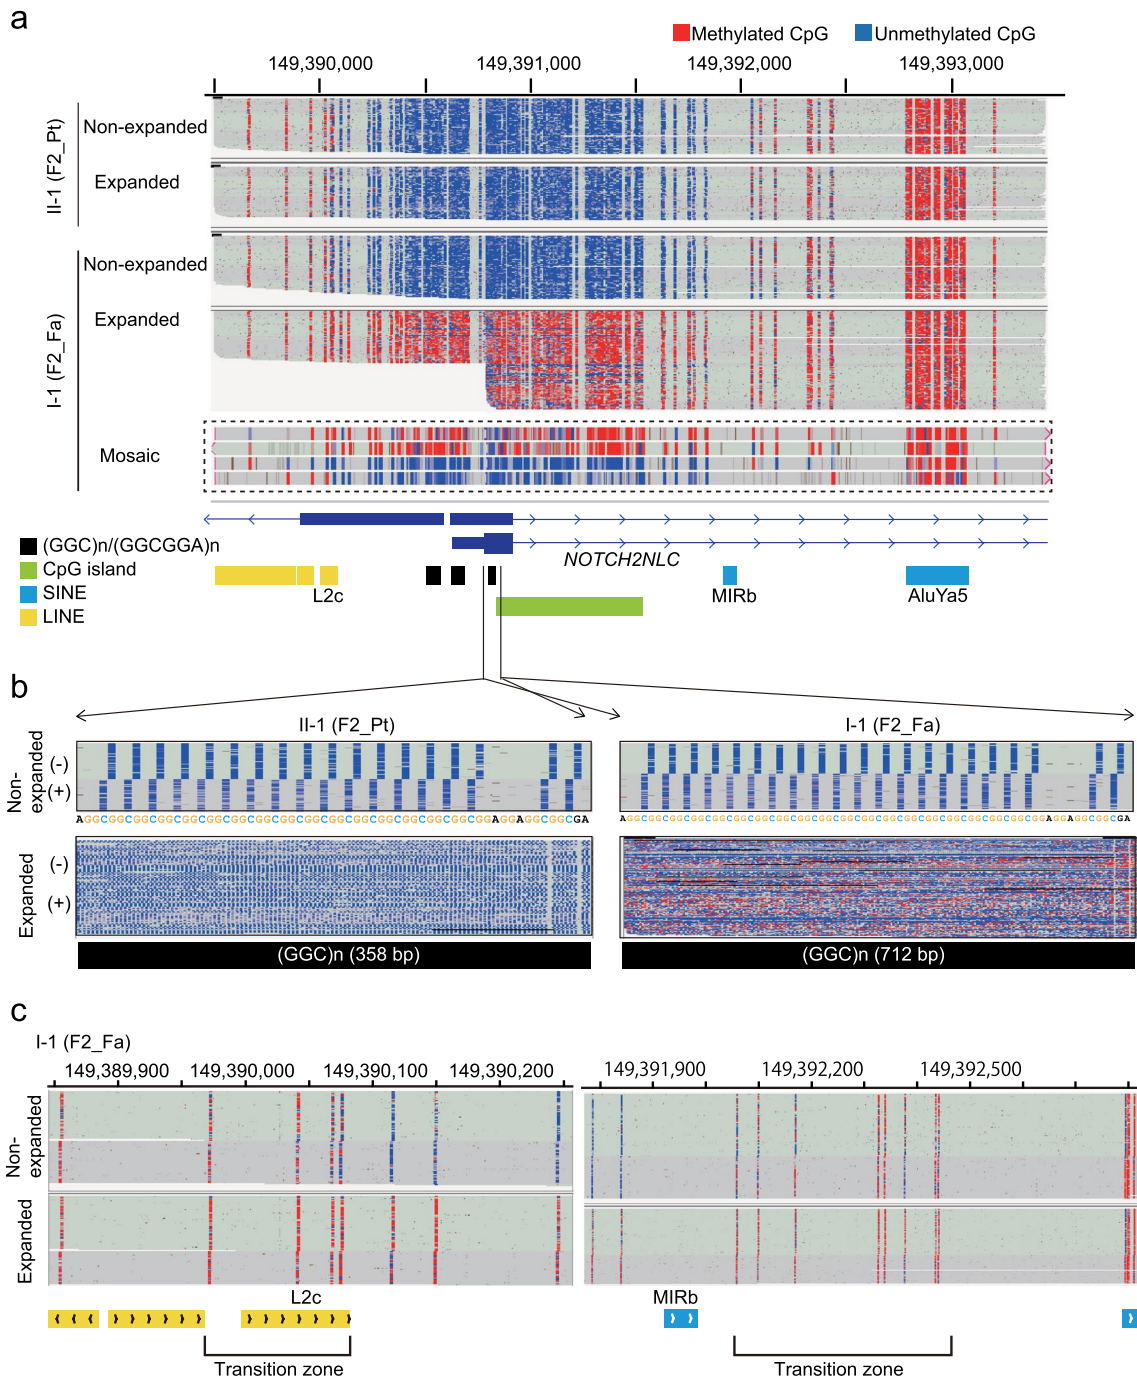 a
Methylated CpG
Unmethylated CpG
149,390,000
149,391,000
149,392,000
149,393,000
II-1 (F2_Pt)
Non-expanded
Expanded
I-1 (F2_Fa)
Non-expanded
Expanded
Mosaic
(GGC)n/(GGCGGA)n
CpG island
SINE
LINE
NOTCH2NLC
L2c
MIRb
AluYa5
b
II-1 (F2_Pt)
I-1 (F2_Fa)
Non-
expanded
(-)
(+)
Expanded
(-)
(+)
(GGC)n (358 bp)
(GGC)n (712 bp)
c
I-1 (F2_Fa)
149,389,900
149,390,000
149,390,100
149,390,200
149,391,900
149,392,200
149,392,500
Non-
expanded
Expanded
L2c
MIRb
Transition zone
Transition zone